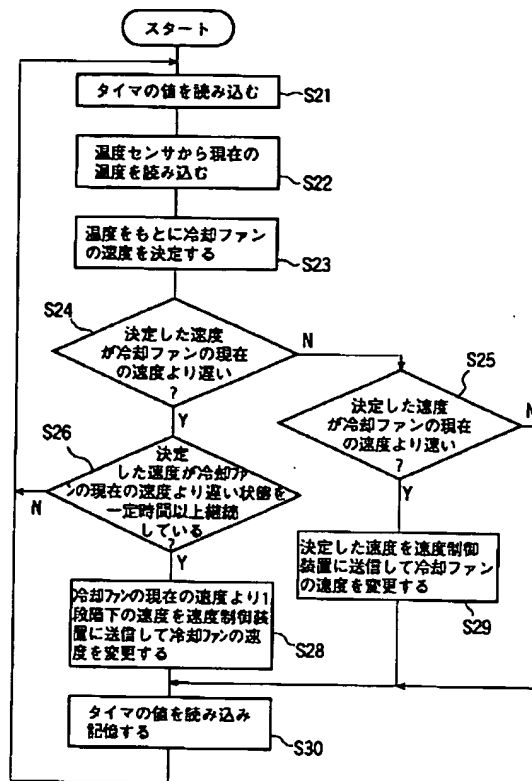 スタート
タイマの値を読み込む
S21
温度センサから現在の
温度を読み込む
S22
温度をもとに冷却ファン
の速度を決定する
S23
S24
決定した速度
が冷却ファンの現在
の速度より遅い
?
N
Y
S25
決定した速度
が冷却ファンの現在
の速度より速い
?
N
Y
S26
決定
した速度が冷却ファ
ンの現在の速度より遅い状態を
一定時間以上継続
している
?
N
Y
冷却ファンの現在の速度より1
段階下の速度を速度制御装
置に送信して冷却ファンの速
度を変更する
S28
決定した速度を速度制御
装置に送信して冷却ファン
の速度を変更する
S29
タイマの値を読み込み
記憶する
S30